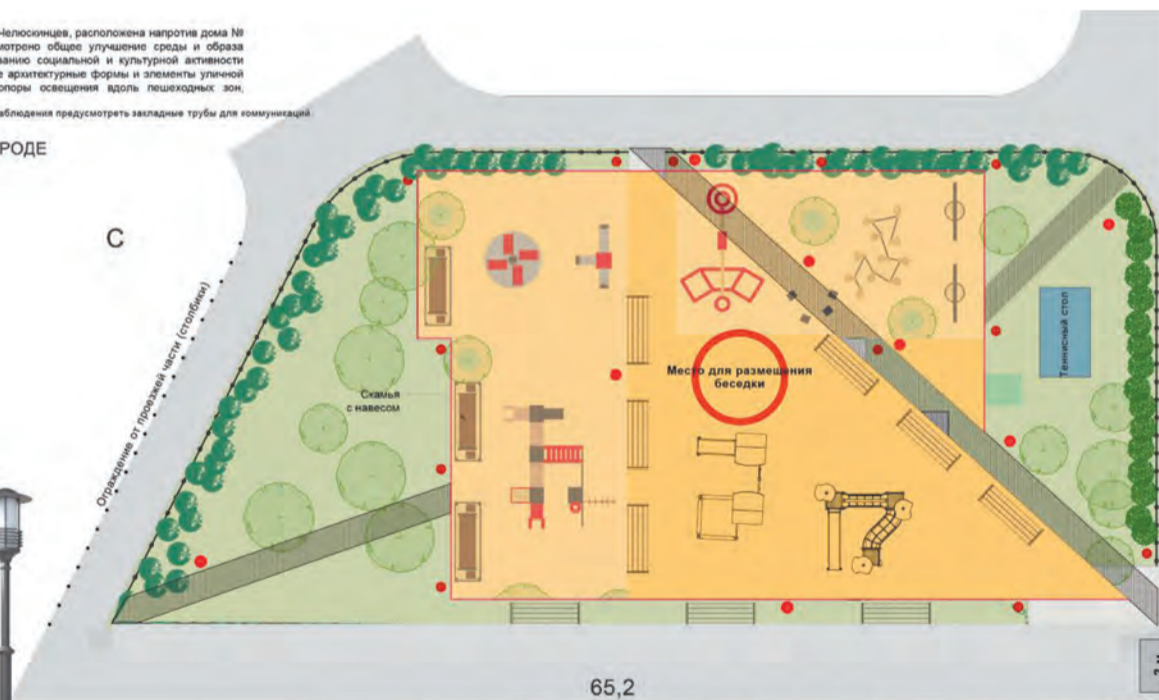 Челюскинцев, расположена напротив дома №
мотрено общее улучшение среды и образа
ванию социальной и культурной активности
е архитектурные формы и элементы уличной
опоры освещения вдоль пешеходных зон,
аблюдения предусмотреть закладные трубы для коммуникаций
РОДЕ
С
Ограждение от проезжей части (столбики)
Скамья
с навесом
Место для размещения
беседки
Теннисный стол
65,2